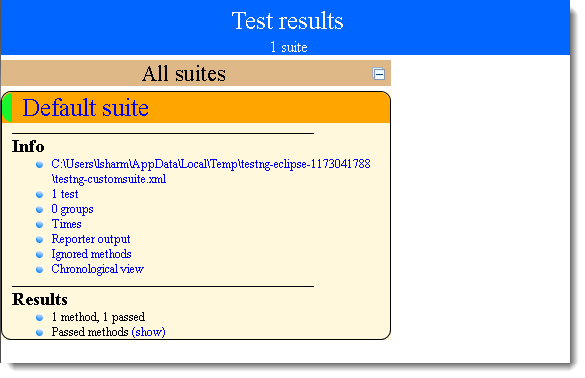 Test results
1 suite
All suites
Default suite
Info
C:\Users\lsharm\AppData\Local\Temp\testng-eclipse-1173041788
\testng-customsuite.xml
1 test
0 groups
Times
Reporter output
Ignored methods
Chronological view
Results
1 method, 1 passed
Passed methods (show)